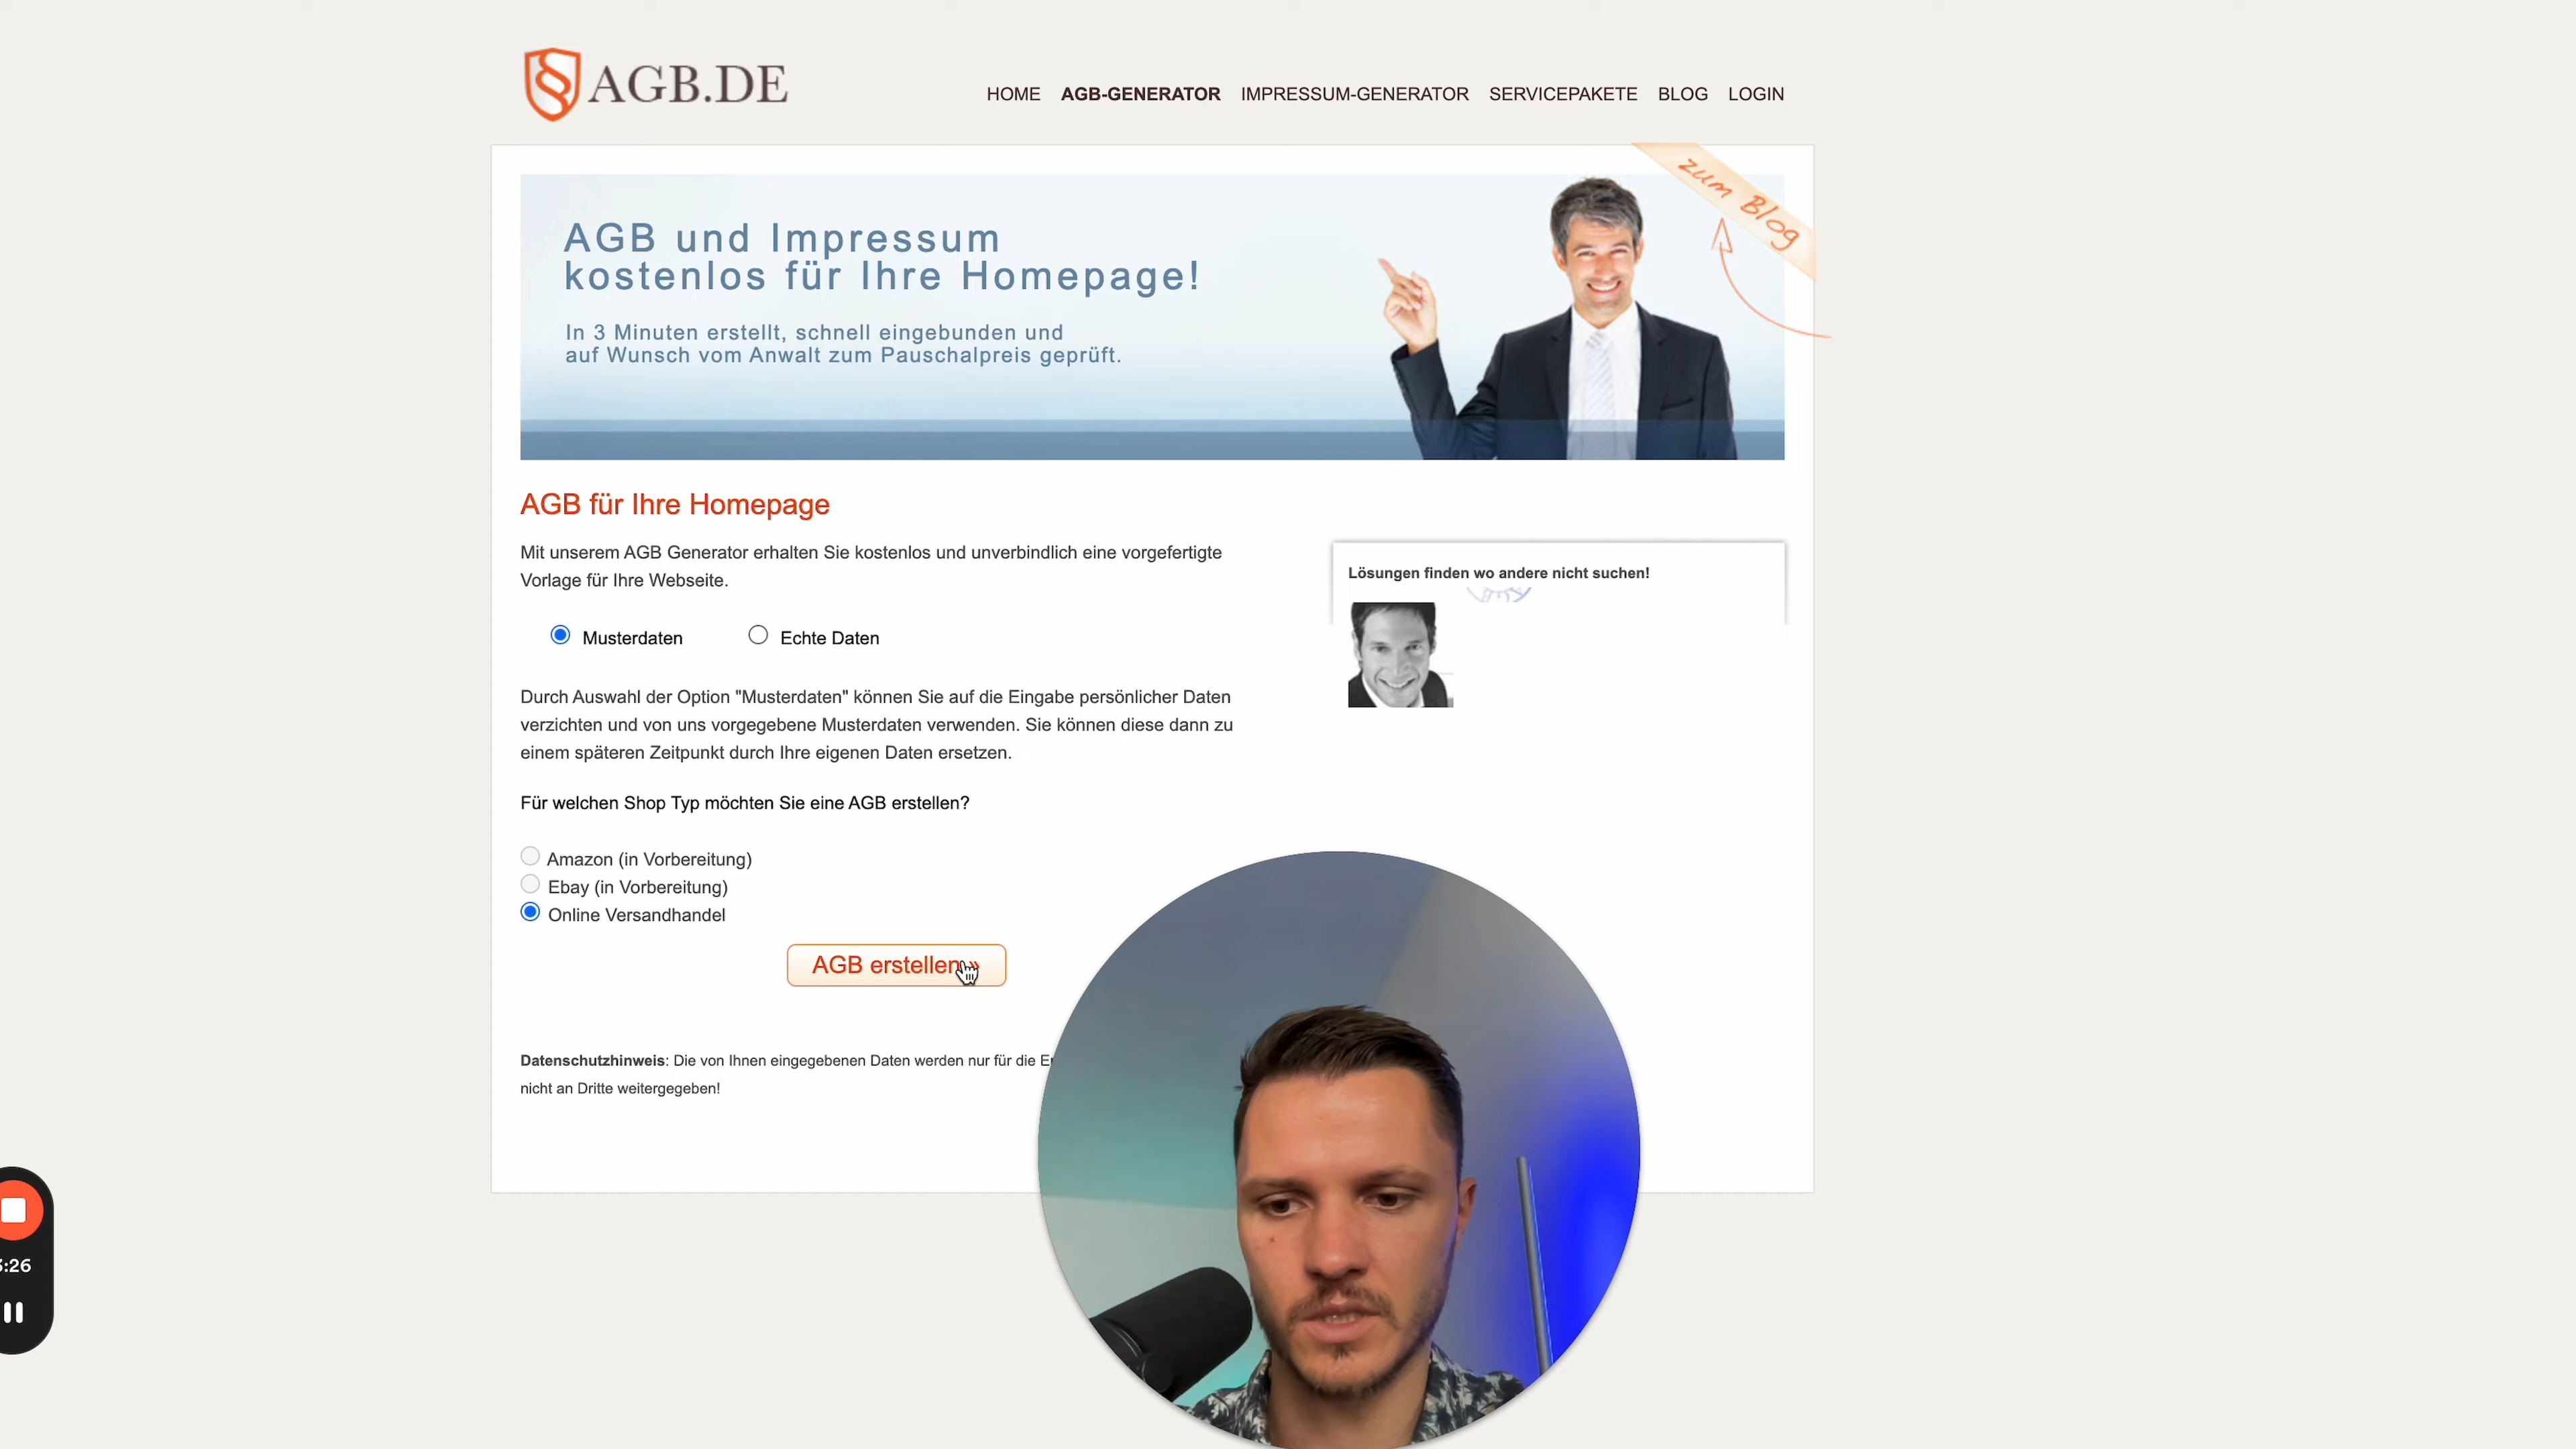 AGB.DE
HOME AGB-GENERATOR IMPRESSUM-GENERATOR SERVICEPAKETE BLOG LOGIN
zum Blog
AGB und Impressum
kostenlos für Ihre Homepage!
In 3 Minuten erstellt, schnell eingebunden und
auf Wunsch vom Anwalt zum Pauschalpreis geprüft.
AGB für Ihre Homepage
Mit unserem AGB Generator erhalten Sie kostenlos und unverbindlich eine vorgefertigte
Vorlage für Ihre Webseite.
Lösungen finden wo andere nicht suchen!
Musterdaten Echte Daten
Durch Auswahl der Option "Musterdaten" können Sie auf die Eingabe persönlicher Daten
verzichten und von uns vorgegebene Musterdaten verwenden. Sie können diese dann zu
einem späteren Zeitpunkt durch Ihre eigenen Daten ersetzen.
Für welchen Shop Typ möchten Sie eine AGB erstellen?
Amazon (in Vorbereitung)
Ebay (in Vorbereitung)
Online Versandhandel
AGB erstellen »
Datenschutzhinweis: Die von Ihnen eingegebenen Daten werden nur für die
nicht an Dritte weitergegeben!
:26